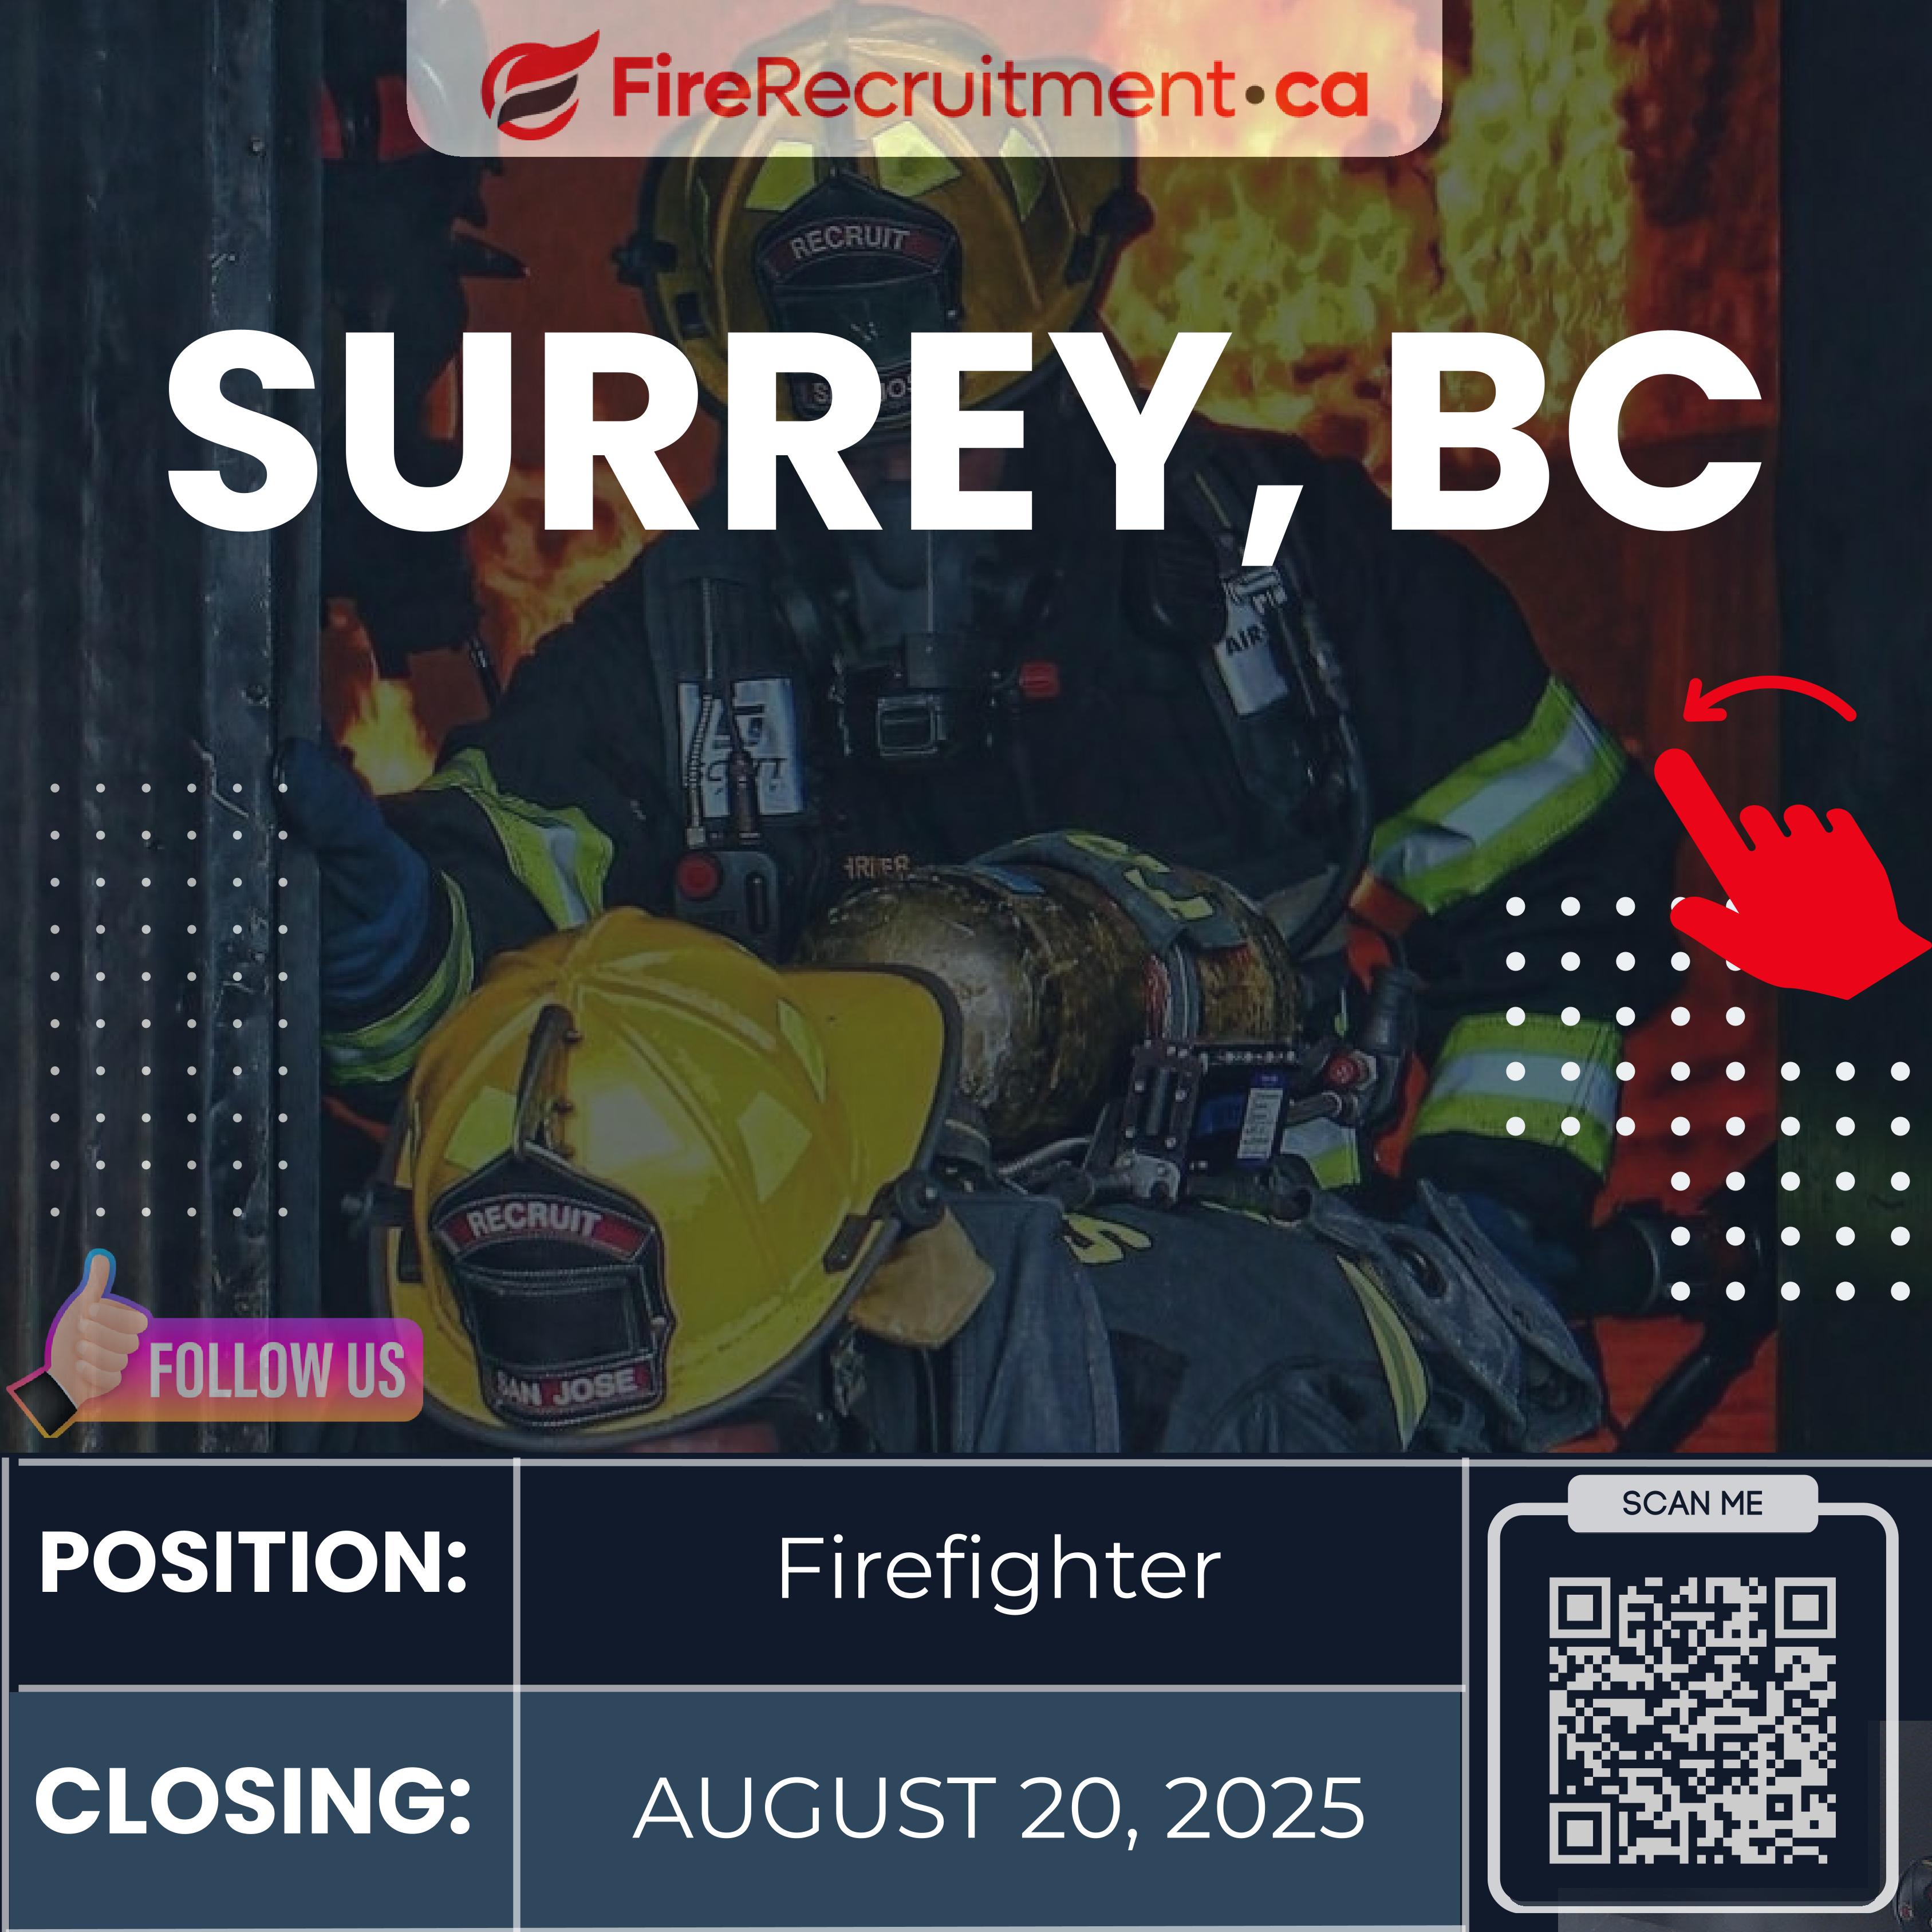 FireRecruitment.ca
RECRUIT
SURREY, BC
AIR
RECRUIT
SAN JOSE
FOLLOW US
POSITION:
Firefighter
SCAN ME
CLOSING:
AUGUST 20, 2025